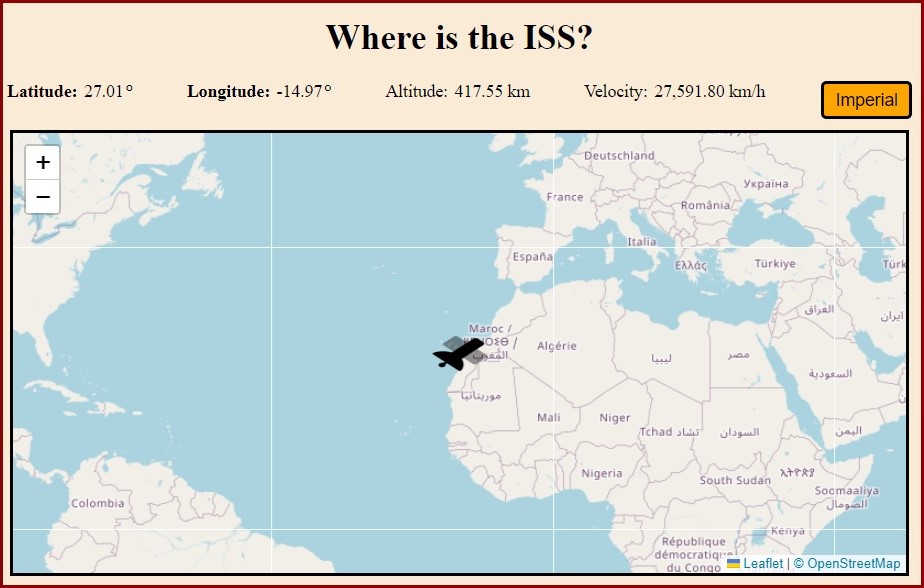 Where is the ISS?
Latitude: 27.01° Longitude: -14.97° Altitude: 417.55 km Velocity: 27,591.80 km/h Imperial
+
−
Deutschland
Україна
France
România
Italia
España
Ελλάς
Türkiye
العراق
ایران
Maroc /
المغرب
Algérie
ليبيا
مصر
السعودية
موريتانيا
Mali
Niger
Tchad تشاد
السودان
اليمن
Nigeria
South Sudan
ኢትዮጵያ
Soomaaliya
الصومال
Colombia
Kenya
République
démocratique
du Congo
Leaflet | © OpenStreetMap